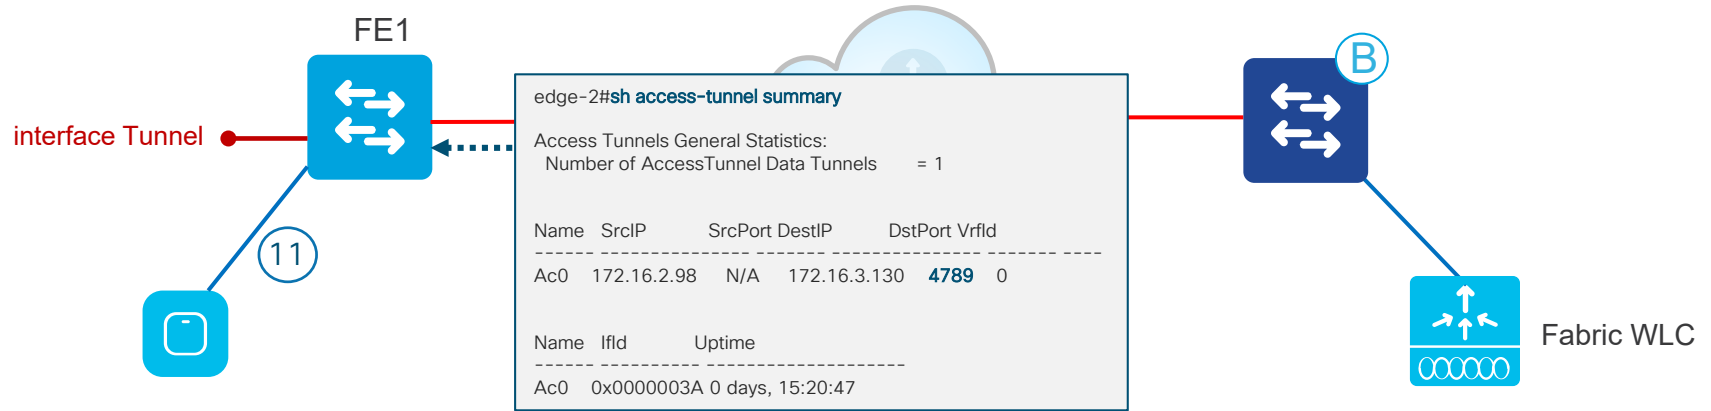 FE1
B
interface Tunnel
11
Fabric WLC
edge-2#sh access-tunnel summary
Access Tunnels General Statistics:
Number of AccessTunnel Data Tunnels = 1
Name SrcIP SrcPort DestIP DstPort VrfId
------ --------------- ------- --------------- ------- ----
Ac0 172.16.2.98 N/A 172.16.3.130 4789 0
Name IfId Uptime
------ ---------- --------------------
Ac0 0x0000003A 0 days, 15:20:47